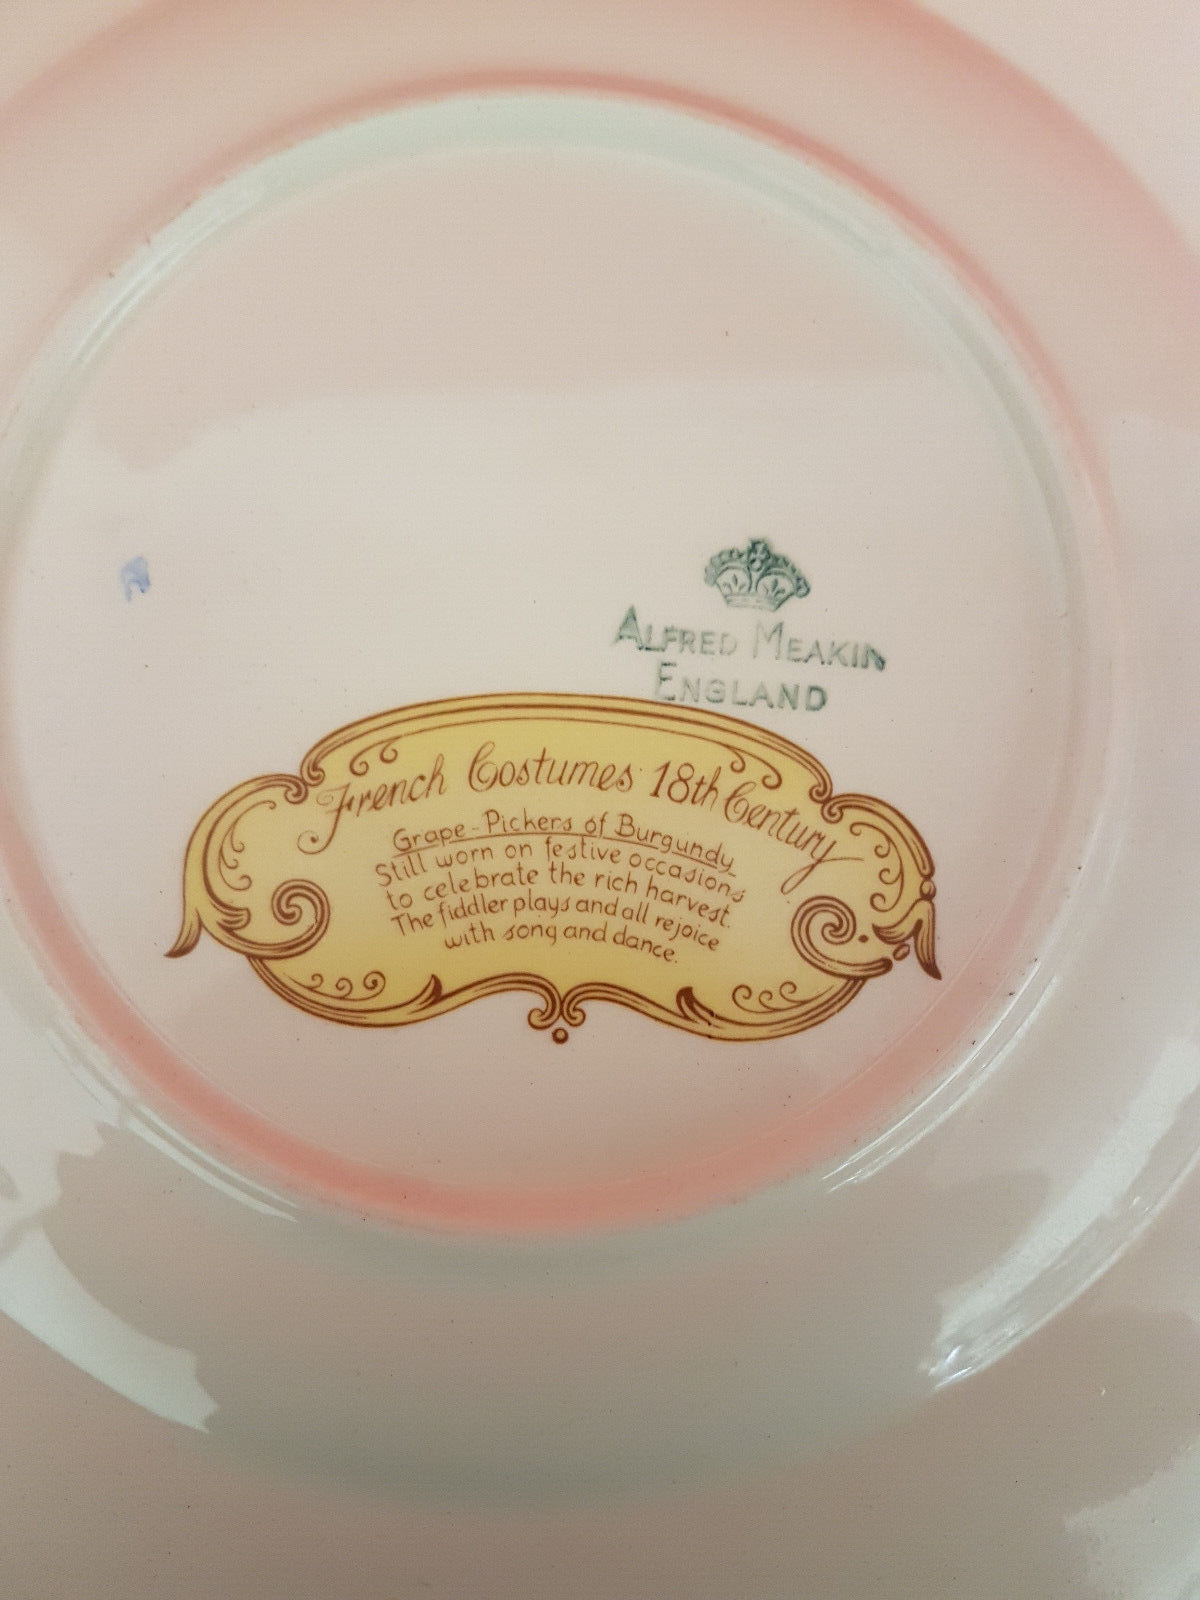 ALFRED MEAKIN
ENGLAND
French Costumes 18th Century
Grape-Pickers of Burgundy
Still worn on festive occasions
to celebrate the rich harvest.
The fiddler plays and all rejoice
with song and dance.